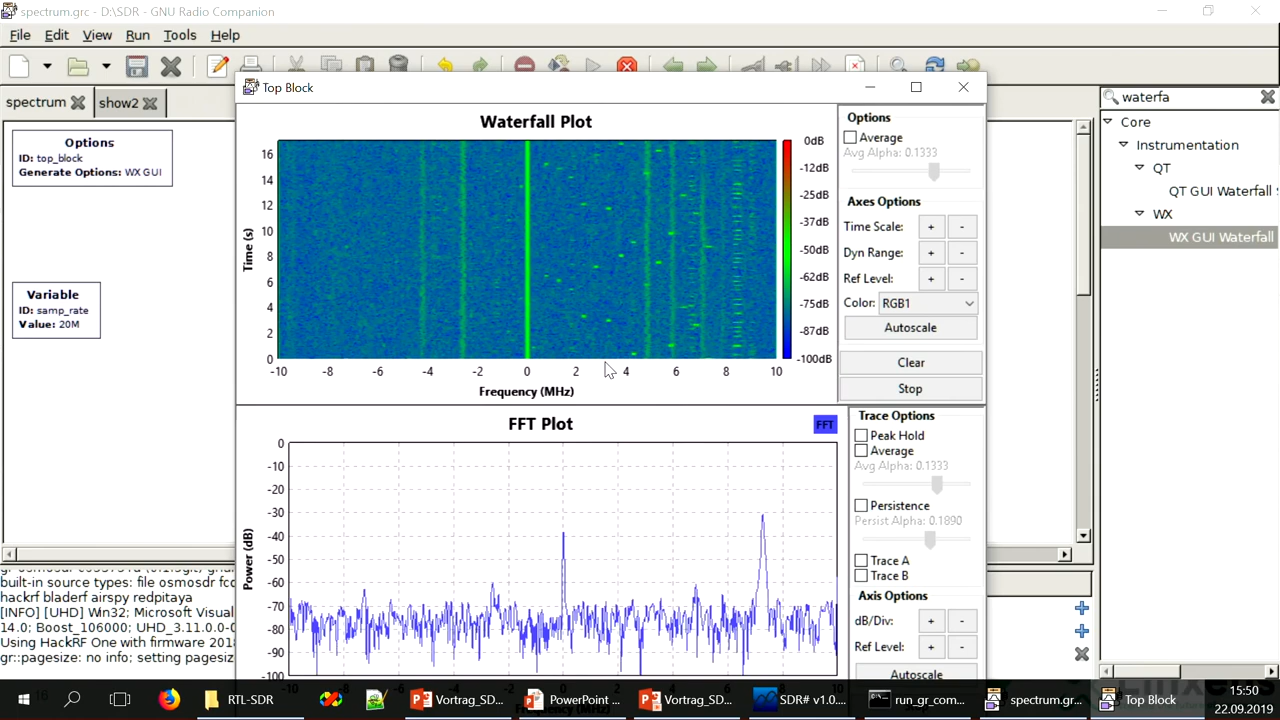 spectrum.grc - D:\SDR - GNU Radio Companion
File Edit View Run Tools Help
spectrum
show2
Options
ID: top_block
Generate Options: WX GUI
Variable
ID: samp_rate
Value: 20M
Top Block
Waterfall Plot
Time (s)
16
14
12
10
8
6
4
2
0
-10 -8 -6 -4 -2 0 2 4 6 8 10
Frequency (MHz)
0dB
-12dB
-25dB
-37dB
-50dB
-62dB
-75dB
-87dB
-100dB
Options
Average
Avg Alpha: 0.1333
Axes Options
Time Scale: + -
Dyn Range: + -
Ref Level: + -
Color: RGB1
Autoscale
Clear
Stop
FFT Plot
FFT
Power (dB)
0
-10
-20
-30
-40
-50
-60
-70
-80
-90
-100
Trace Options
Peak Hold
Average
Avg Alpha: 0.1333
Persistence
Persist Alpha: 0.1890
Trace A
Trace B
Axis Options
dB/Div: + -
Ref Level: + -
Autoscale
waterfa
Core
Instrumentation
QT
QT GUI Waterfall
WX
WX GUI Waterfall
built-in source types: file osmosdr fcd
hackrf bladerf airspy redpitaya
[INFO] [UHD] Win32; Microsoft Visual
14.0; Boost_106000; UHD_3.11.0.0-0
Using HackRF One with firmware 2018
gr::pagesize: no info; setting pagesiz
RTL-SDR
Vortrag_SD...
PowerPoint ...
Vortrag_SD...
SDR# v1.0....
run_gr_com...
spectrum.gr...
Top Block
15:50
22.09.2019